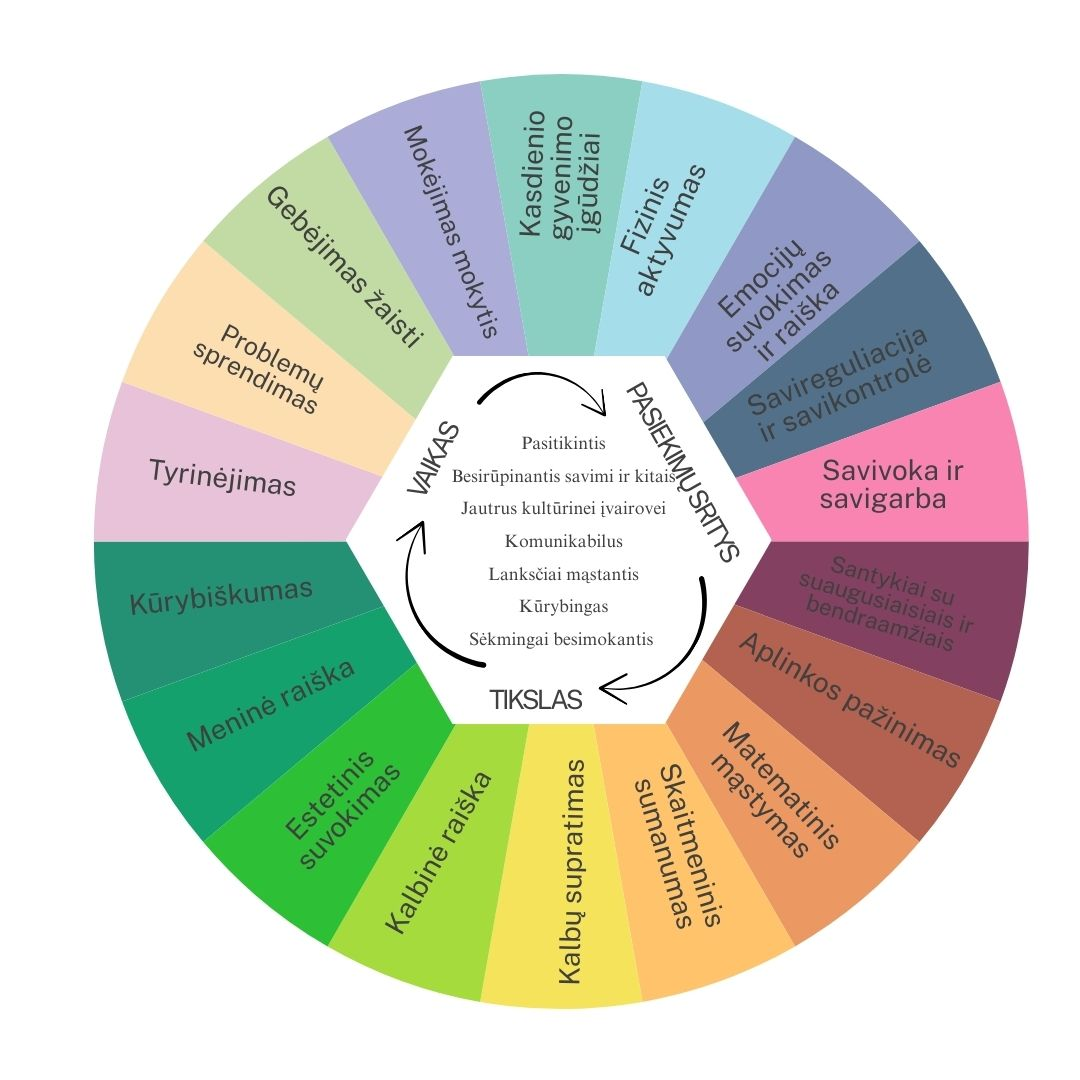 Kasdienio
gyvenimo
įgūdžiai
Fizinis
aktyvumas
Emocijų
suvokimas
ir raiška
Savireguliacija
ir savikontrolė
Savivoka ir
savigarba
Santykiai su
suaugusiaisiais ir
bendraamžiais
Aplinkos pažinimas
Matematinis
mąstymas
Skaitmeninis
sumanumas
Kalbų supratimas
Kalbinė raiška
Estetinis
suvokimas
Meninė raiška
Kūrybiškumas
Tyrinėjimas
Problemų
sprendimas
Gebėjimas žaisti
Mokėjimas mokytis
VAIKAS
PASIEKIMŲ SRITYS
TIKSLAS
Pasitikintis
Besirūpinantis savimi ir kitais
Jautrus kultūrinei įvairovei
Komunikabilus
Lanksčiai mąstantis
Kūrybingas
Sėkmingai besimokantis